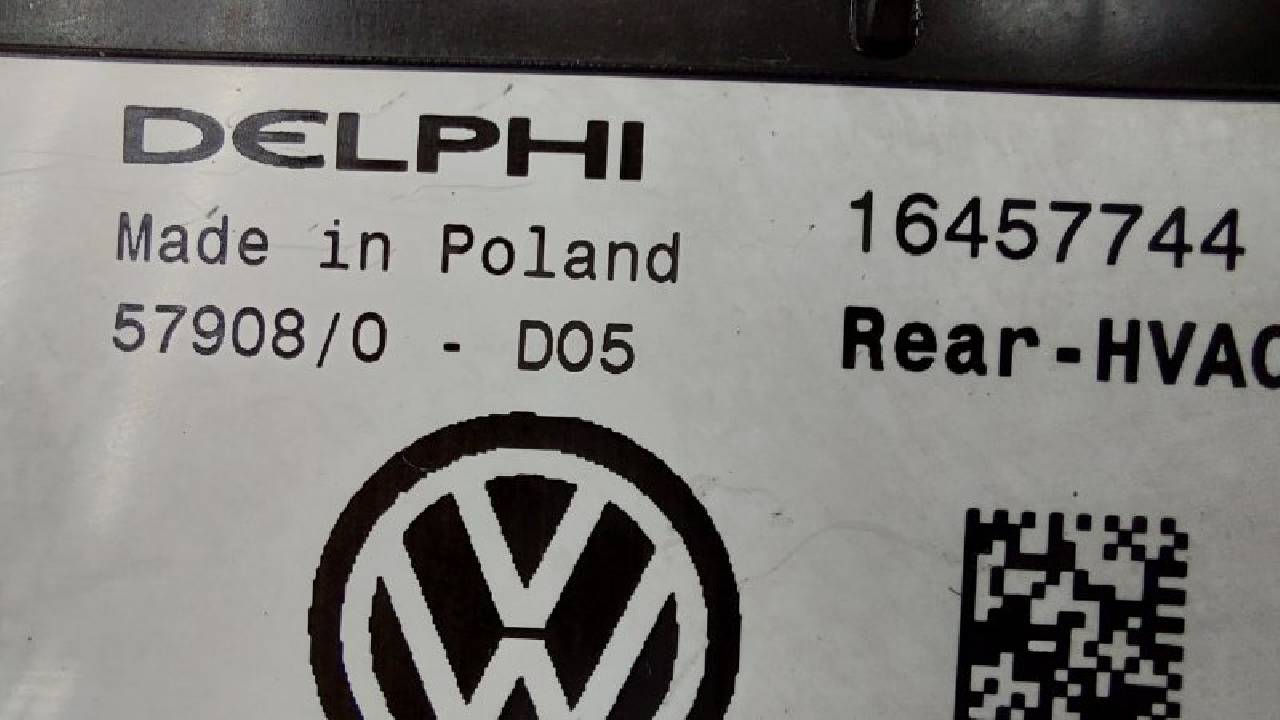 DELPHI
Made in Poland
57908/0 - D05
16457744
Rear-HVAC